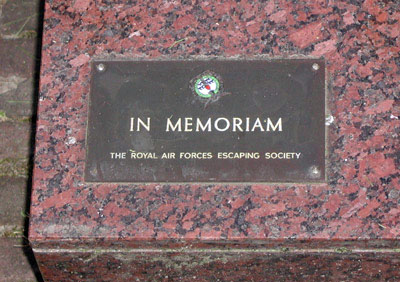 IN MEMORIAM
THE ROYAL AIR FORCES ESCAPING SOCIETY